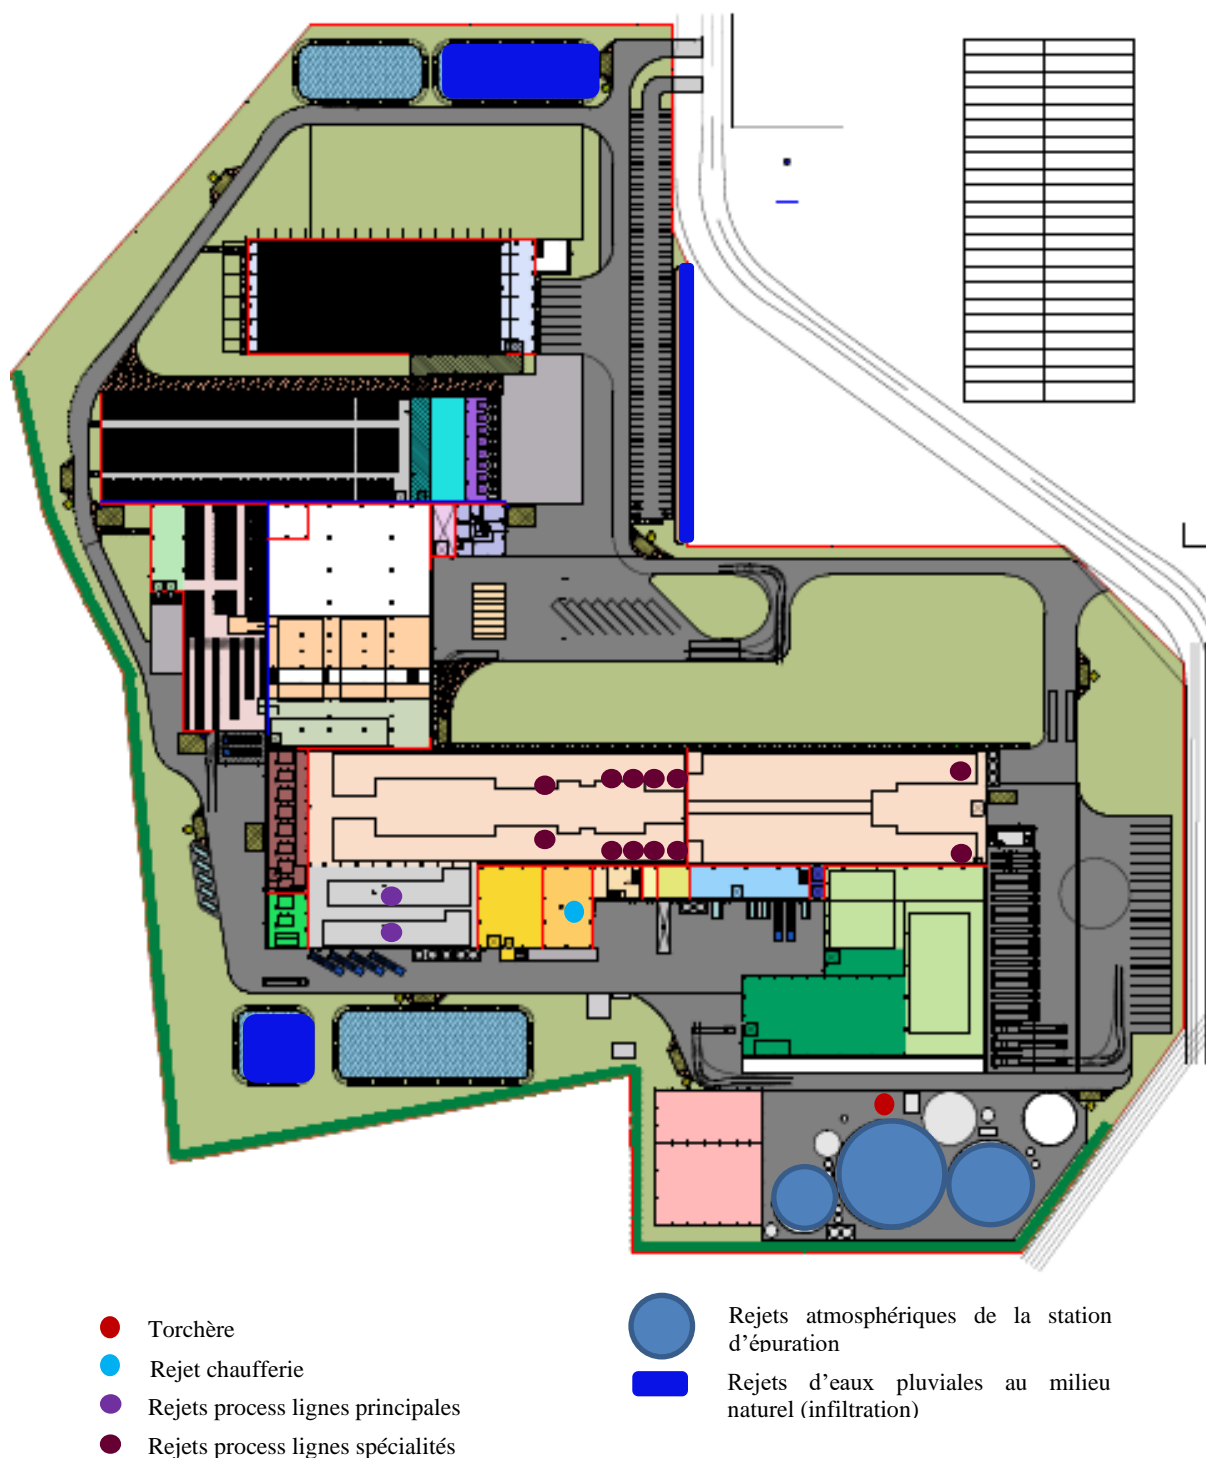 Torchère
Rejet chaufferie
Rejets process lignes principales
Rejets process lignes spécialités
Rejets atmosphériques de la station
d'épuration
Rejets d'eaux pluviales au milieu
naturel (infiltration)